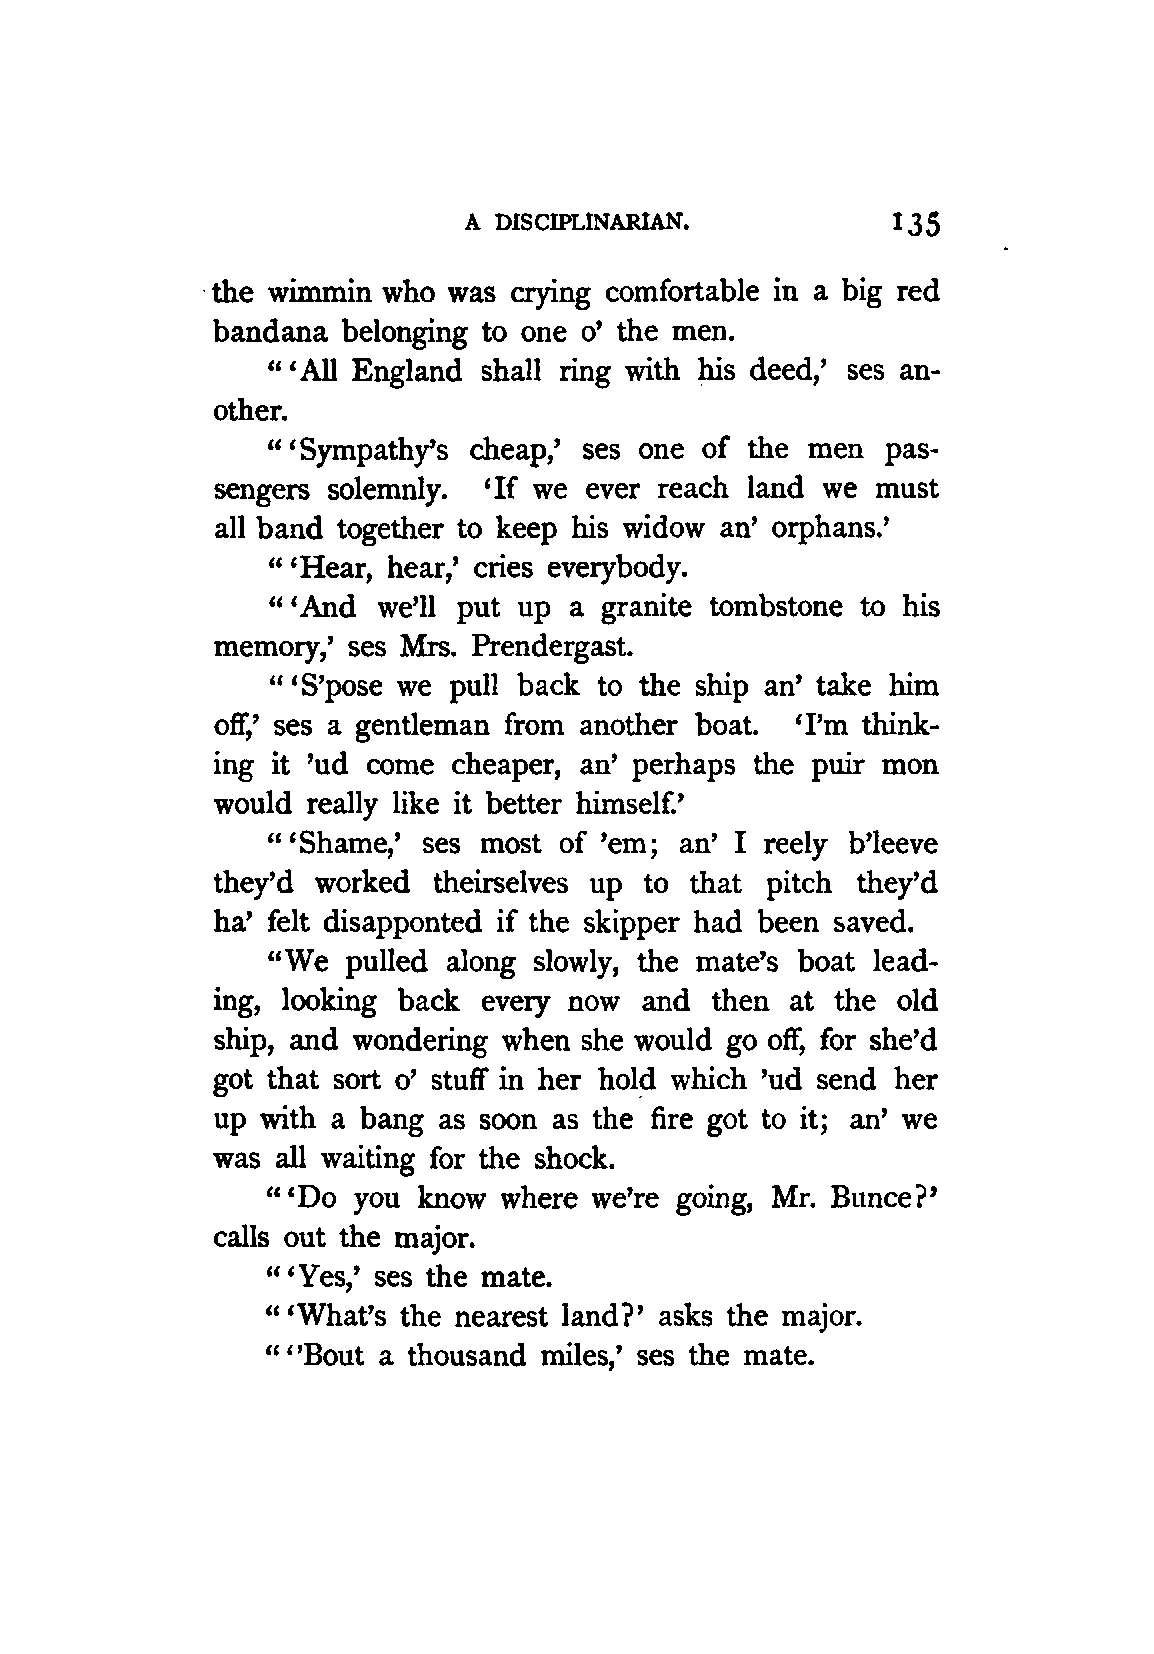 A DISCIPLINARIAN. 135
the wimmin who was crying comfortable in a big red
bandana belonging to one o' the men.
"'All England shall ring with his deed,' ses an-
other.
"'Sympathy's cheap,' ses one of the men pas-
sengers solemnly. 'If we ever reach land we must
all band together to keep his widow an' orphans.'
"'Hear, hear,' cries everybody.
"'And we'll put up a granite tombstone to his
memory,' ses Mrs. Prendergast.
"'S'pose we pull back to the ship an' take him
off,' ses a gentleman from another boat. 'I'm think-
ing it 'ud come cheaper, an' perhaps the puir mon
would really like it better himself.'
"'Shame,' ses most of 'em; an' I reely b'leeve
they'd worked theirselves up to that pitch they'd
ha' felt disapponted if the skipper had been saved.
"We pulled along slowly, the mate's boat lead-
ing, looking back every now and then at the old
ship, and wondering when she would go off, for she'd
got that sort o' stuff in her hold which 'ud send her
up with a bang as soon as the fire got to it; an' we
was all waiting for the shock.
"'Do you know where we're going, Mr. Bunce?'
calls out the major.
"'Yes,' ses the mate.
"'What's the nearest land?' asks the major.
"''Bout a thousand miles,' ses the mate.